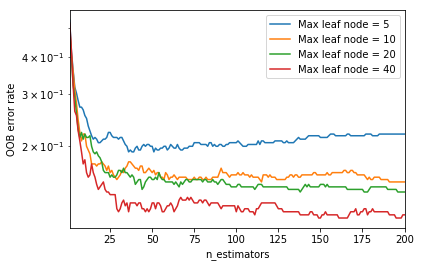 Max leaf node = 5
Max leaf node = 10
Max leaf node = 20
Max leaf node = 40
4 × 10⁻¹
3 × 10⁻¹
2 × 10⁻¹
OOB error rate
25 50 75 100 125 150 175 200
n_estimators